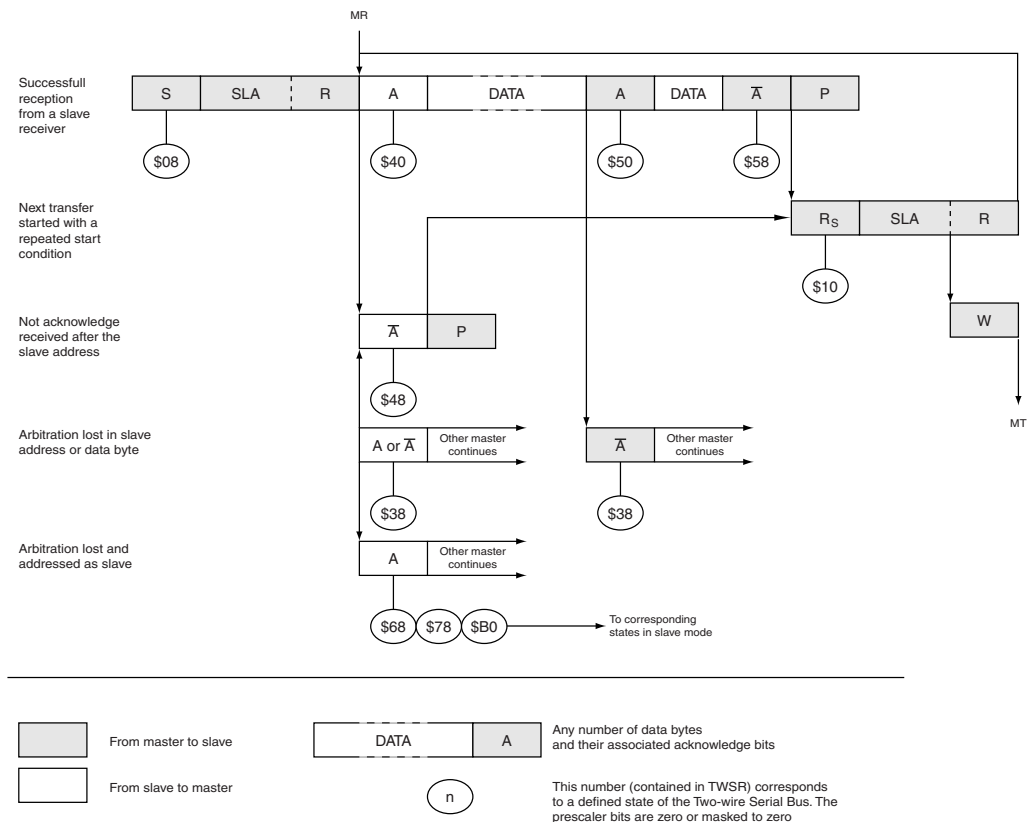 MR
Successfull
reception
from a slave
receiver
S SLA R A DATA A DATA A̅ P
$08 $40 $50 $58
Next transfer
started with a
repeated start
condition
RS SLA R
$10
Not acknowledge
received after the
slave address
A̅ P
W
$48
MT
Arbitration lost in slave
address or data byte
A or A̅
Other master
continues
A̅
Other master
continues
$38 $38
Arbitration lost and
addressed as slave
A
Other master
continues
$68 $78 $B0
To corresponding
states in slave mode
From master to slave
DATA A
Any number of data bytes
and their associated acknowledge bits
From slave to master
n
This number (contained in TWSR) corresponds
to a defined state of the Two-wire Serial Bus. The
prescaler bits are zero or masked to zero